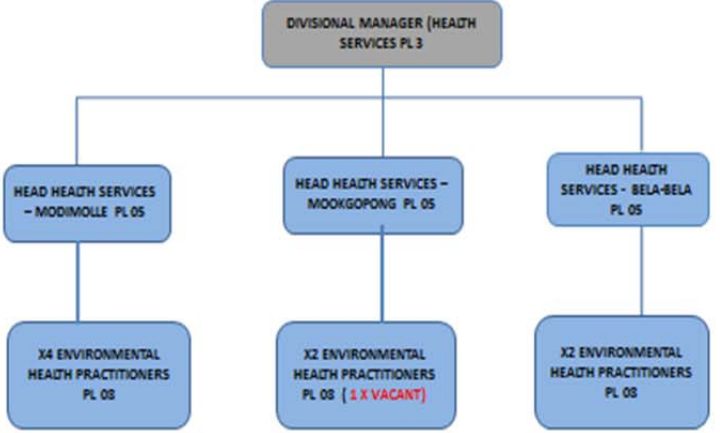 DIVISIONAL MANAGER (HEALTH
SERVICES PL 3
HEAD HEALTH SERVICES
– MODIMOLLE PL 05
HEAD HEALTH SERVICES –
MOOKGOPONG PL 05
HEAD HEALTH
SERVICES - BELA-BELA
PL 05
X4 ENVIRONMENTAL
HEALTH PRACTITIONERS
PL 08
X2 ENVIRONMENTAL
HEALTH PRACTITIONERS
PL 08 ( 1 X VACANT)
X2 ENVIRONMENTAL
HEALTH PRACTITIONERS
PL 08